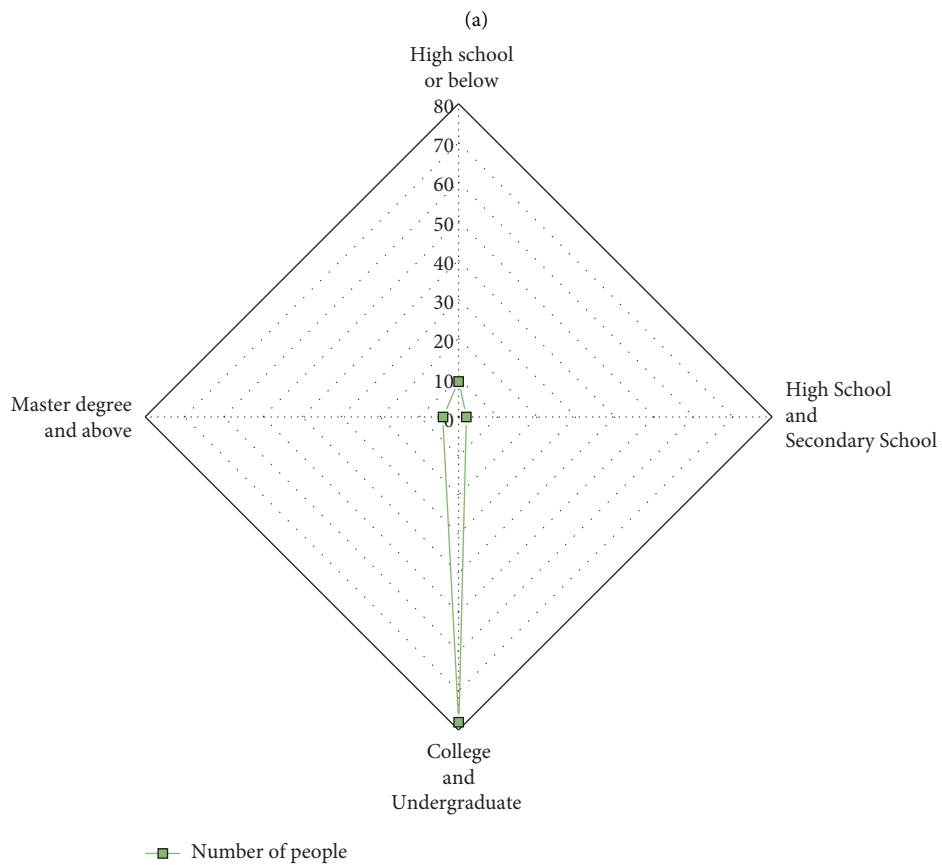 (a)
High school
or below
80
70
60
50
40
30
20
10
0
High School
and
Secondary School
Master degree
and above
College
and
Undergraduate
Number of people